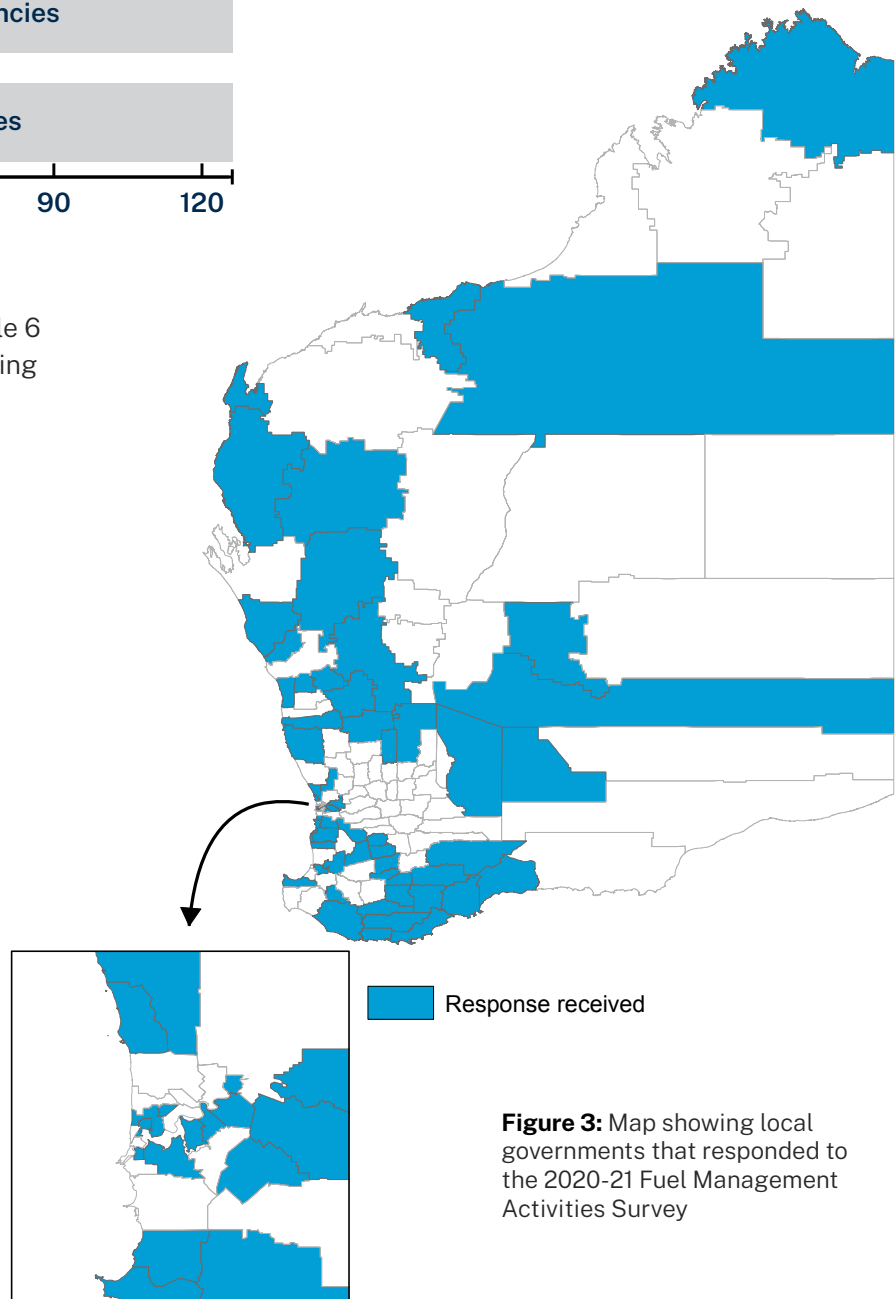 ncies
es
90 120
le 6
ing
Response received
Figure 3: Map showing local
governments that responded to
the 2020-21 Fuel Management
Activities Survey